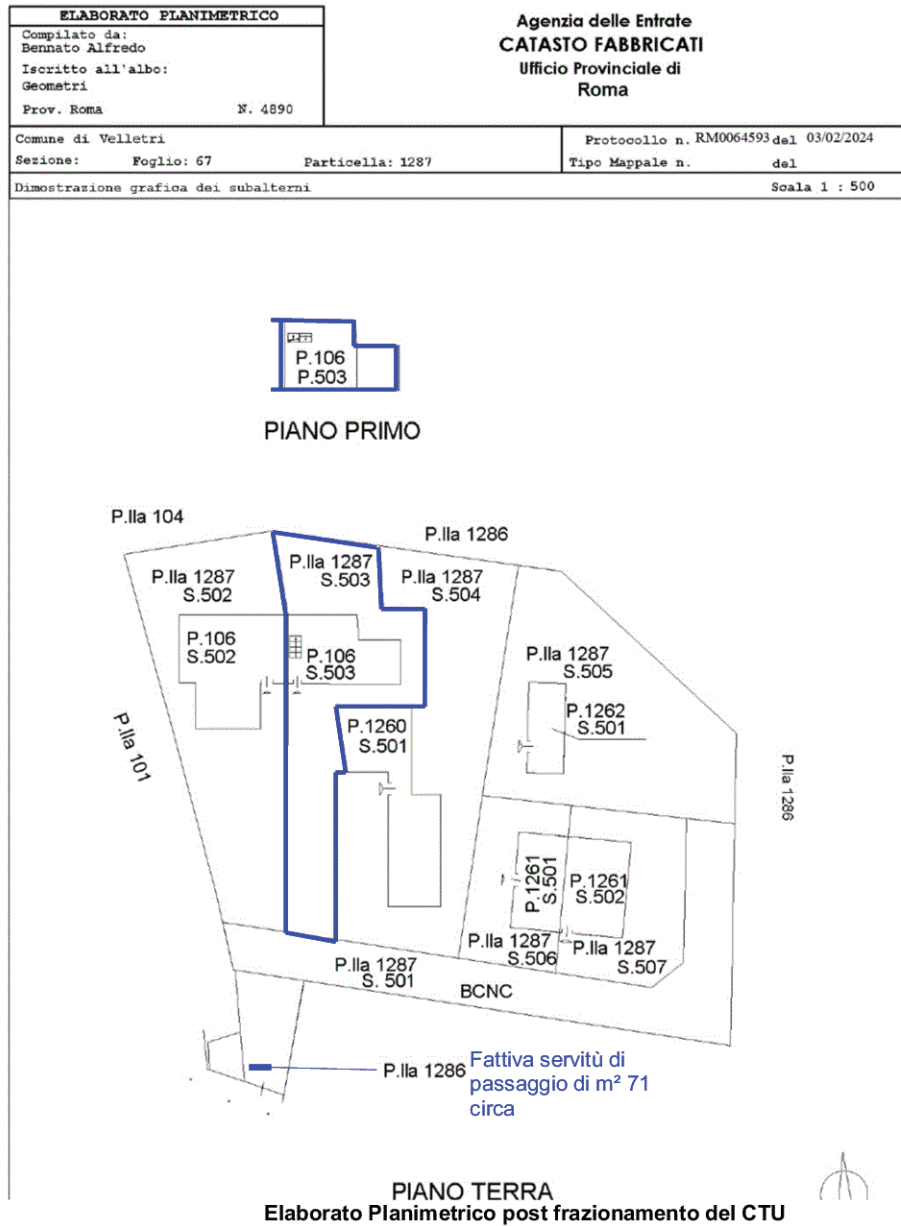 ELABORATO PLANIMETRICO
Compilato da:
Bennato Alfredo
Iscritto all'albo:
Geometri
Prov. Roma N. 4890
Agenzia delle Entrate
CATASTO FABBRICATI
Ufficio Provinciale di
Roma
Comune di Velletri
Sezione: Foglio: 67 Particella: 1287
Protocollo n. RM0064593 del 03/02/2024
Tipo Mappale n. del
Dimostrazione grafica dei subalterni Scala 1 : 500
P.106
P.503
PIANO PRIMO
P.lla 104
P.lla 1286
P.lla 1287
S.502
P.lla 1287
S.503
P.lla 1287
S.504
P.106
S.502
P.106
S.503
P.lla 1287
S.505
P.1262
S.501
P.1260
S.501
P.lla 101
P.lla 1286
P.1261
S.501
P.1261
S.502
P.lla 1287
S.506
P.lla 1287
S.507
P.lla 1287
S. 501
BCNC
P.lla 1286
Fattiva servitù di
passaggio di m² 71
circa
PIANO TERRA
Elaborato Planimetrico post frazionamento del CTU